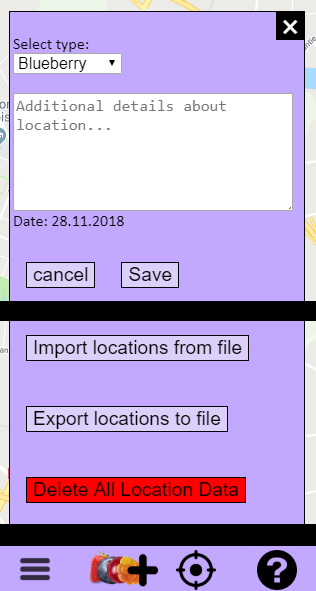 Select type:
Blueberry
Additional details about
location...
Date: 28.11.2018
cancel Save
Import locations from file
Export locations to file
Delete All Location Data